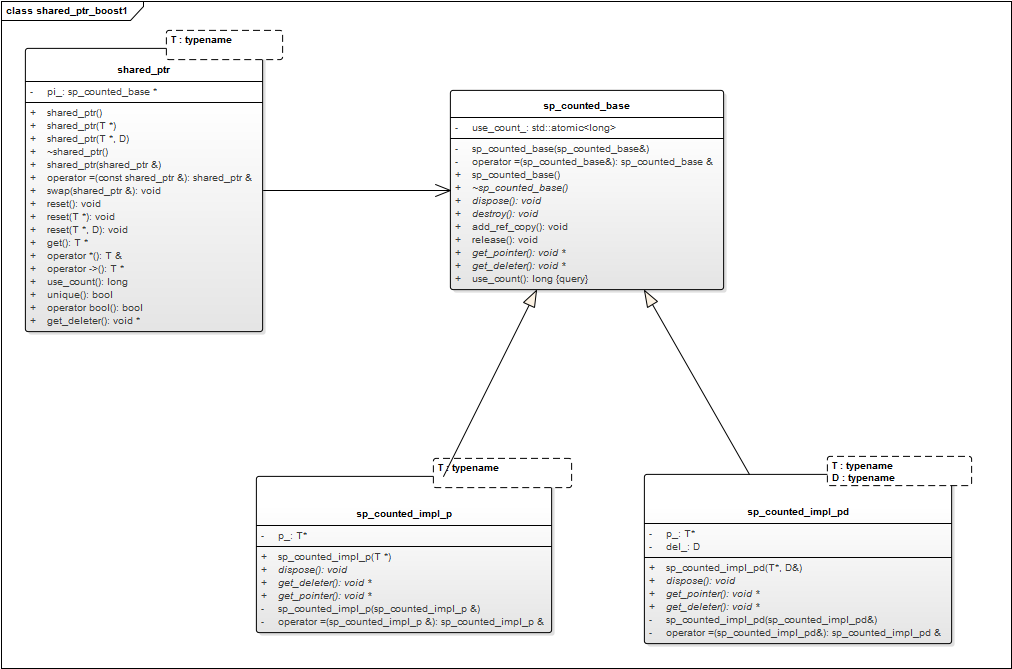 class shared_ptr_boost1
T : typename
shared_ptr
- pi_: sp_counted_base *
+ shared_ptr()
+ shared_ptr(T *)
+ shared_ptr(T *, D)
+ ~shared_ptr()
+ shared_ptr(shared_ptr &)
+ operator =(const shared_ptr &): shared_ptr &
+ swap(shared_ptr &): void
+ reset(): void
+ reset(T *): void
+ reset(T *, D): void
+ get(): T *
+ operator *(): T &
+ operator ->(): T *
+ use_count(): long
+ unique(): bool
+ operator bool(): bool
+ get_deleter(): void *
sp_counted_base
- use_count_: std::atomic<long>
- sp_counted_base(sp_counted_base&)
- operator =(sp_counted_base&): sp_counted_base &
+ sp_counted_base()
+ ~sp_counted_base()
+ dispose(): void
+ destroy(): void
+ add_ref_copy(): void
+ release(): void
+ get_pointer(): void *
+ get_deleter(): void *
+ use_count(): long {query}
T : typename
sp_counted_impl_p
- p_: T*
+ sp_counted_impl_p(T *)
+ dispose(): void
+ get_deleter(): void *
+ get_pointer(): void *
- sp_counted_impl_p(sp_counted_impl_p &)
- operator =(sp_counted_impl_p &): sp_counted_impl_p &
T : typename
D : typename
sp_counted_impl_pd
- p_: T*
- del_: D
+ sp_counted_impl_pd(T*, D&)
+ dispose(): void
+ get_pointer(): void *
+ get_deleter(): void *
- sp_counted_impl_pd(sp_counted_impl_pd&)
- operator =(sp_counted_impl_pd&): sp_counted_impl_pd &